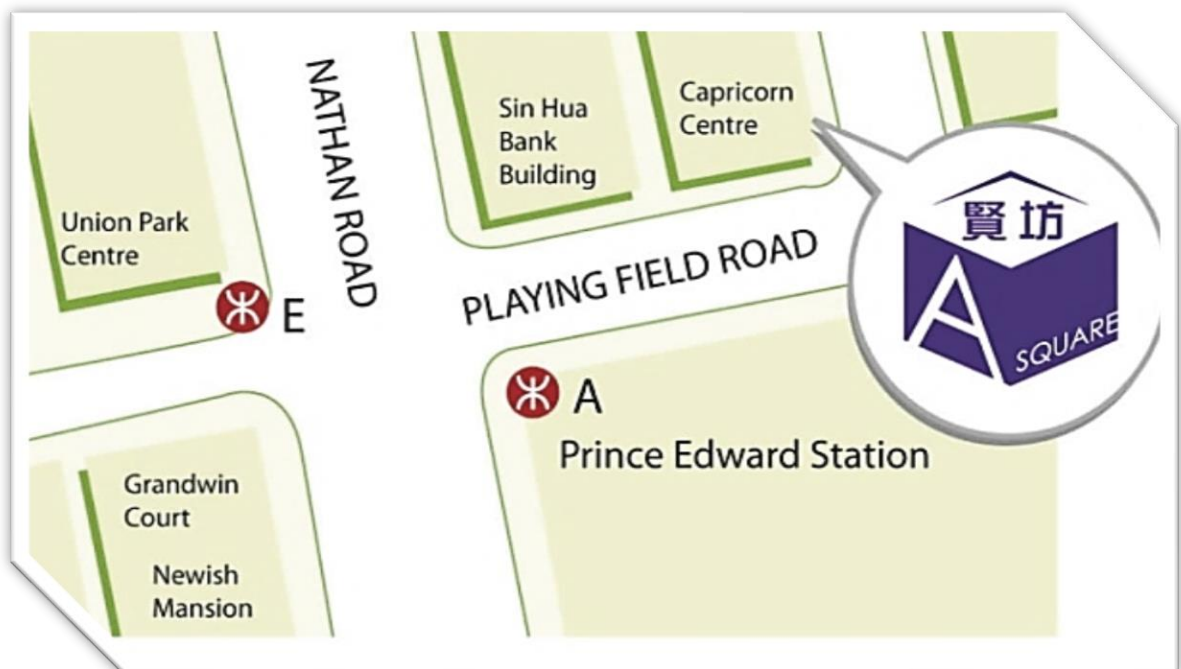 NATHAN ROAD
Sin Hua
Bank
Building
Capricorn
Centre
賢坊
A
SQUARE
Union Park
Centre
E
PLAYING FIELD ROAD
A
Prince Edward Station
Grandwin
Court
Newish
Mansion